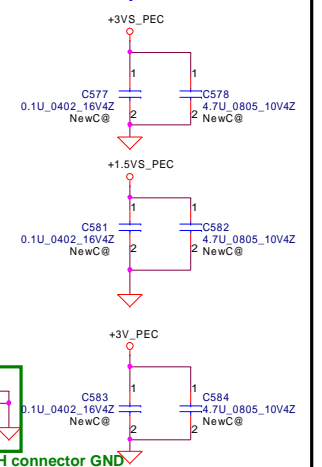 +3VS_PEC
1 1
C577 C578
0.1U_0402_16V4Z 4.7U_0805_10V4Z
NewC@ 2 2 NewC@
+1.5VS_PEC
1 1
C581 C582
0.1U_0402_16V4Z 4.7U_0805_10V4Z
NewC@ 2 2 NewC@
+3V_PEC
1 1
C583 C584
0.1U_0402_16V4Z 4.7U_0805_10V4Z
NewC@ 2 2 NewC@
H connector GND